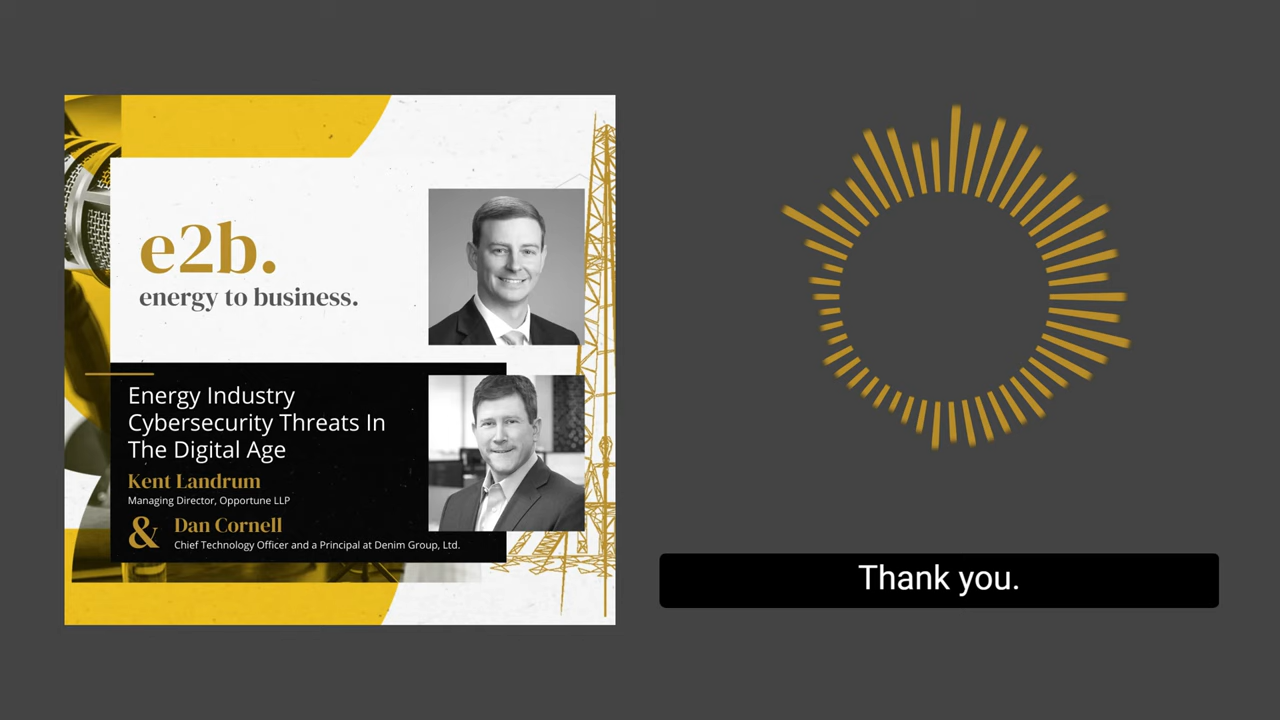 e2b.
energy to business.
Energy Industry
Cybersecurity Threats In
The Digital Age
Kent Landrum
Managing Director, Opportune LLP
& Dan Cornell
Chief Technology Officer and a Principal at Denim Group, Ltd.
Thank you.